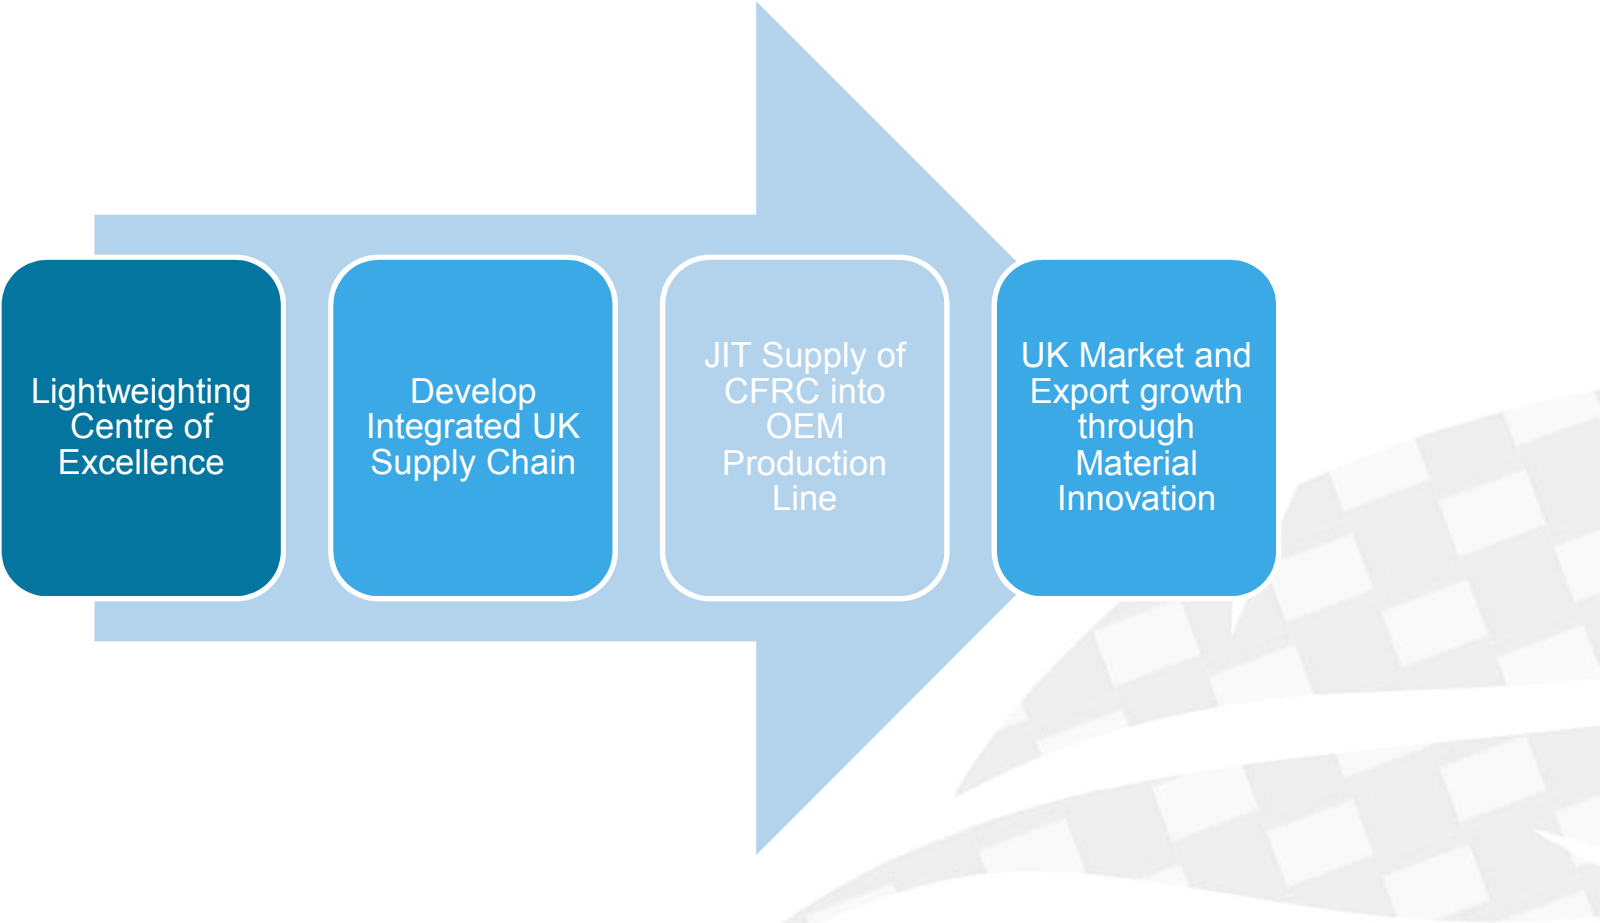 Lightweighting
Centre of
Excellence
Develop
Integrated UK
Supply Chain
JIT Supply of
CFRC into
OEM
Production
Line
UK Market and
Export growth
through
Material
Innovation